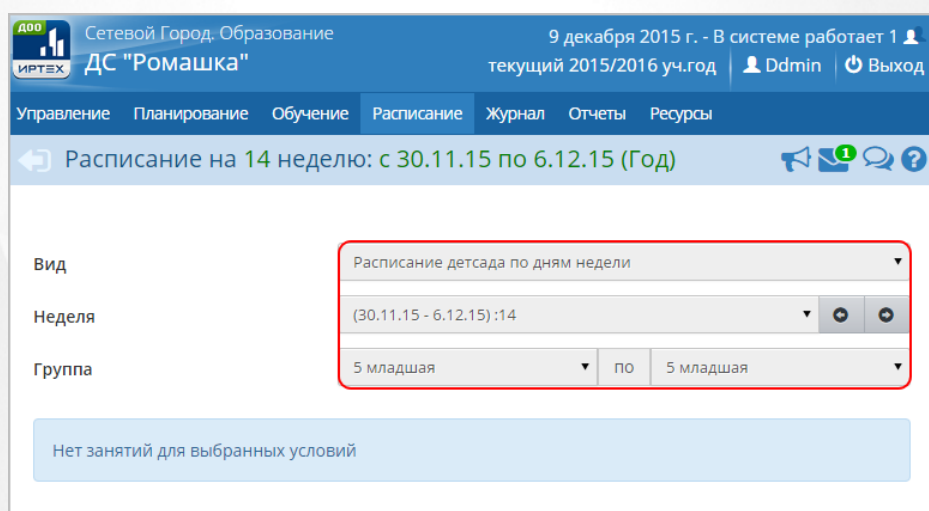 ДОО
ИРТЕХ
Сетевой Город. Образование
ДС "Ромашка"
9 декабря 2015 г. - В системе работает 1
текущий 2015/2016 уч.год Ddmin Выход
Управление Планирование Обучение Расписание Журнал Отчеты Ресурсы
Расписание на 14 неделю: с 30.11.15 по 6.12.15 (Год) 1 ?
Вид Расписание детсада по дням недели
Неделя (30.11.15 - 6.12.15) :14
Группа 5 младшая по 5 младшая
Нет занятий для выбранных условий